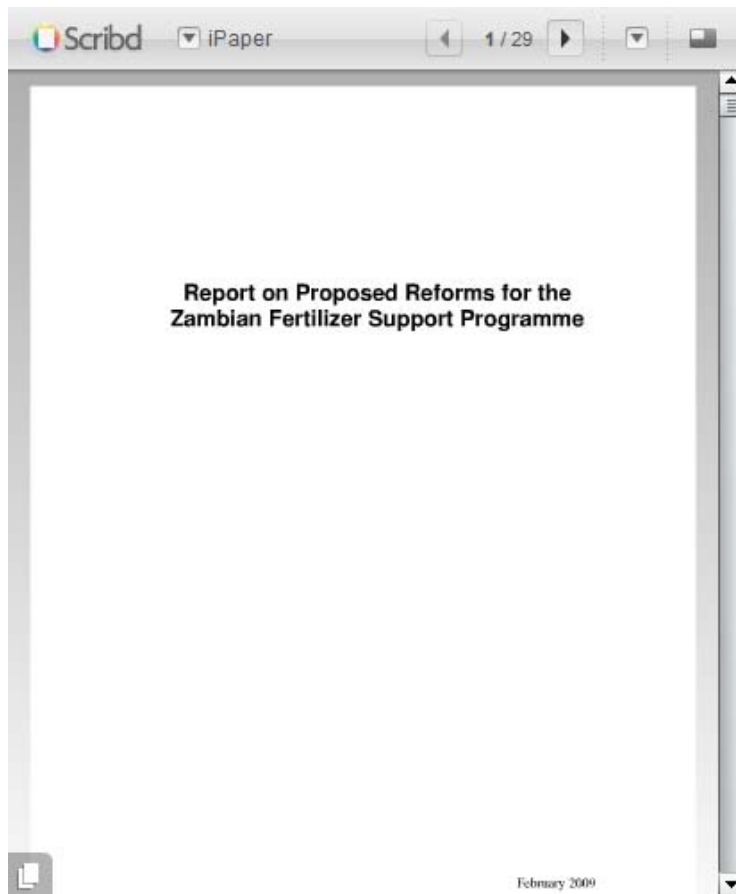 Scribd iPaper 1 / 29
Report on Proposed Reforms for the
Zambian Fertilizer Support Programme
February 2009